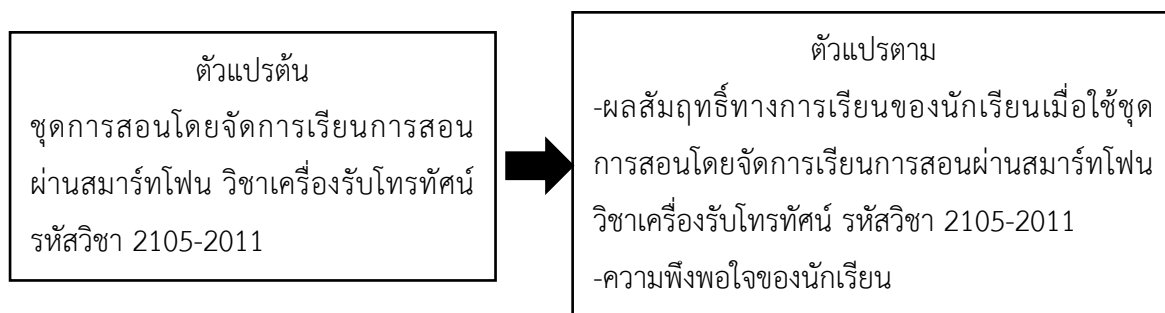 ตัวแปรต้น
ชุดการสอนโดยจัดการเรียนการสอน
ผ่านสมาร์ทโฟน วิชาเครื่องรับโทรทัศน์
รหัสวิชา 2105-2011
ตัวแปรตาม
-ผลสัมฤทธิ์ทางการเรียนของนักเรียนเมื่อใช้ชุด
การสอนโดยจัดการเรียนการสอนผ่านสมาร์ทโฟน
วิชาเครื่องรับโทรทัศน์ รหัสวิชา 2105-2011
-ความพึงพอใจของนักเรียน